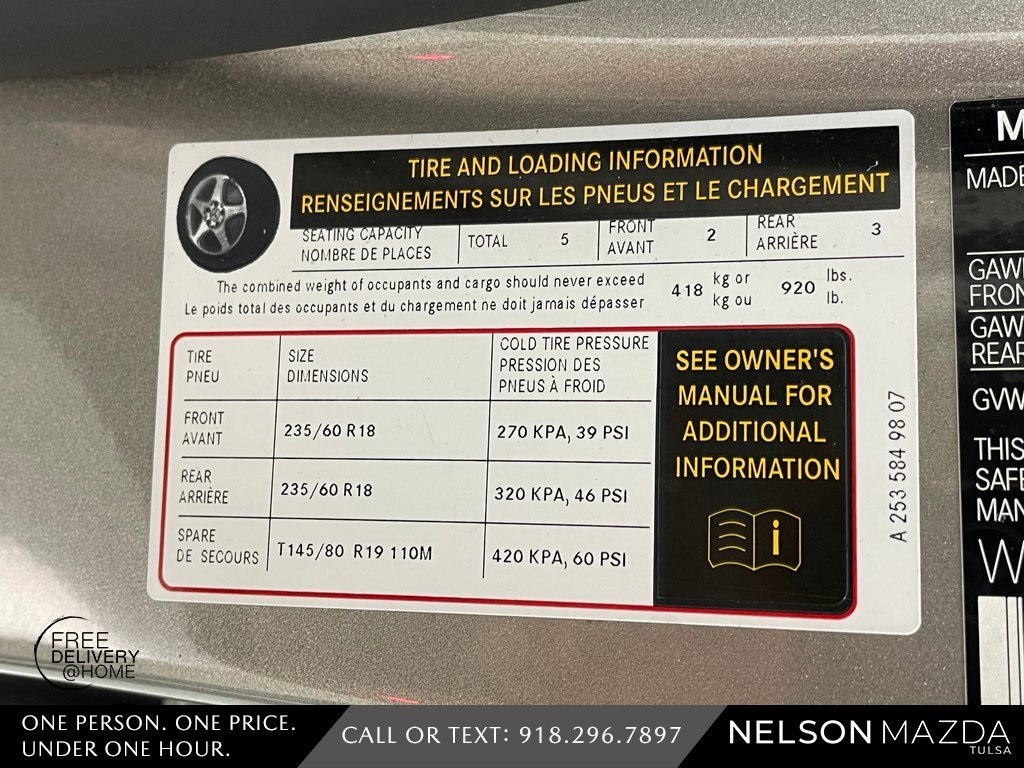 TIRE AND LOADING INFORMATION
RENSEIGNEMENTS SUR LES PNEUS ET LE CHARGEMENT
SEATING CAPACITY
NOMBRE DE PLACES
TOTAL 5
FRONT
AVANT
2
REAR
ARRIÈRE
3
The combined weight of occupants and cargo should never exceed
Le poids total des occupants et du chargement ne doit jamais dépasser
418
kg or
kg ou
920
lbs.
lb.
TIRE
PNEU
SIZE
DIMENSIONS
COLD TIRE PRESSURE
PRESSION DES
PNEUS À FROID
FRONT
AVANT
235/60 R18
270 KPA, 39 PSI
REAR
ARRIÈRE
235/60 R18
320 KPA, 46 PSI
SPARE
DE SECOURS
T145/80 R19 110M
420 KPA, 60 PSI
SEE OWNER'S
MANUAL FOR
ADDITIONAL
INFORMATION
i
A 253 584 98 07
MADE
FRON
REAR
GVW
THIS
SAFE
MAN
W
FREE
DELIVERY
@HOME
ONE PERSON. ONE PRICE.
UNDER ONE HOUR.
CALL OR TEXT: 918.296.7897
NELSON MAZDA
TULSA